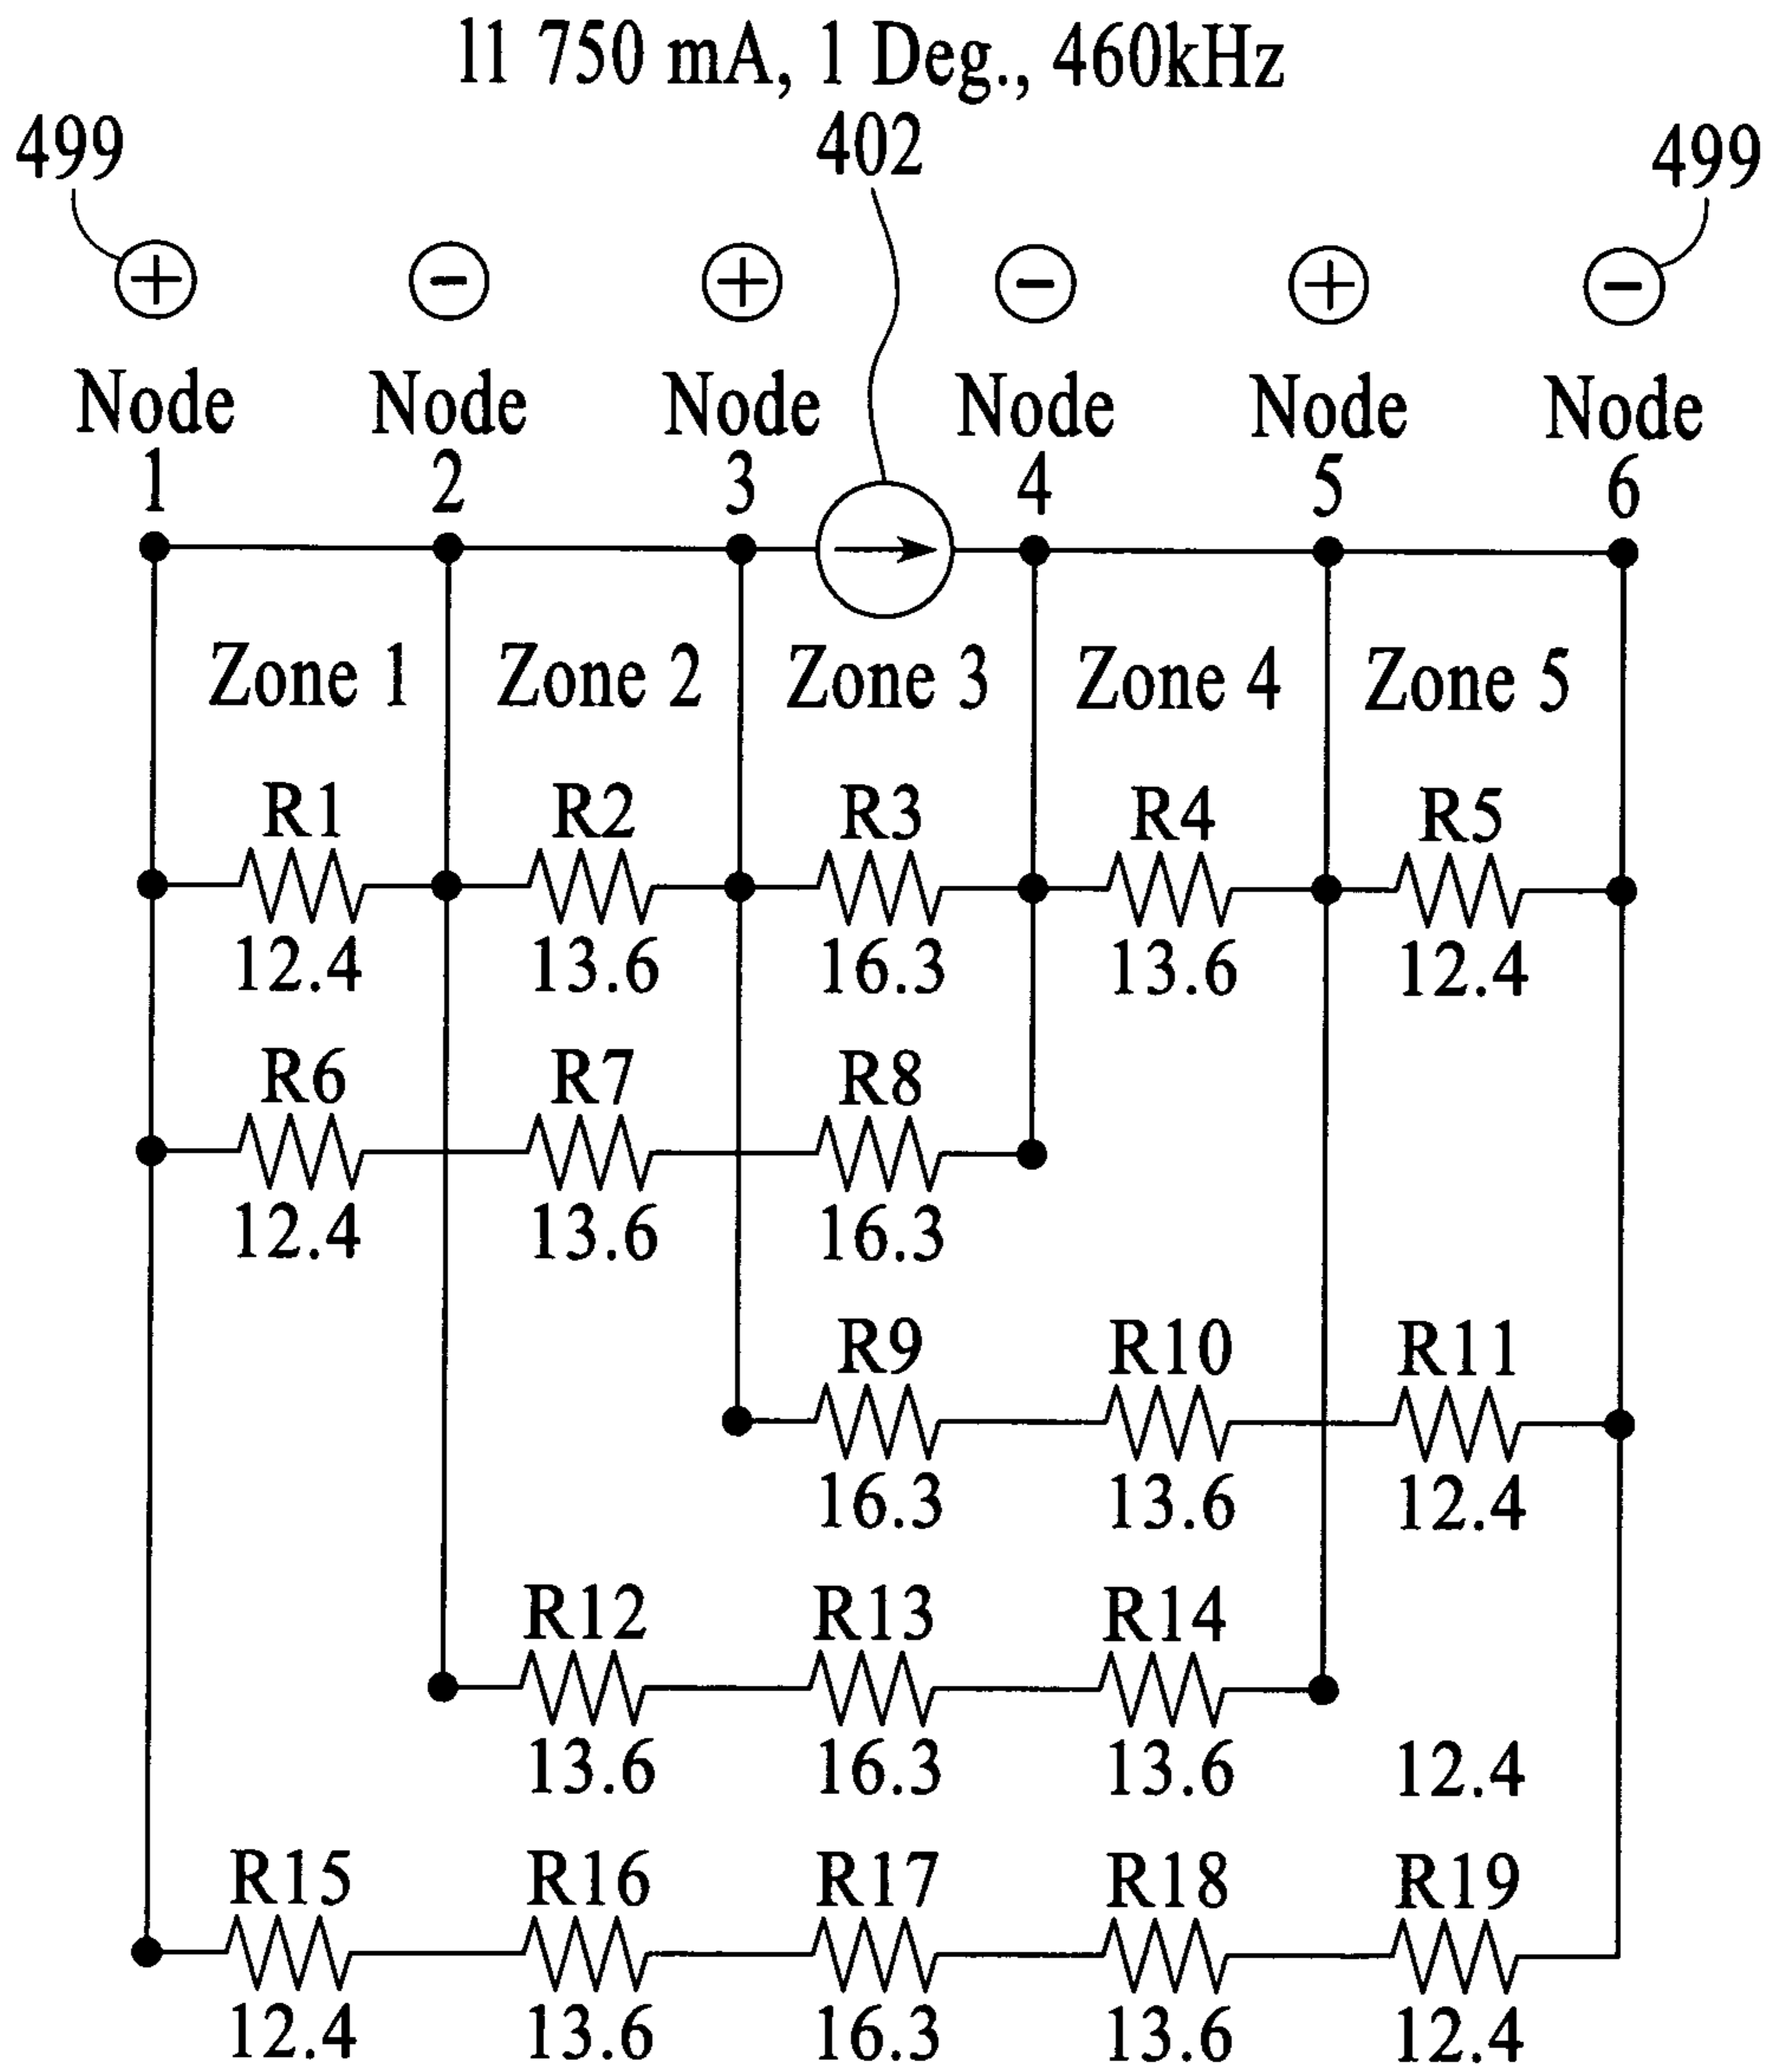 11 750 mA, 1 Deg., 460kHz
499 402 499
+ - + - + -
Node Node Node Node Node Node
1 2 3 4 5 6
Zone 1 Zone 2 Zone 3 Zone 4 Zone 5
R1 R2 R3 R4 R5
12.4 13.6 16.3 13.6 12.4
R6 R7 R8
12.4 13.6 16.3
R9 R10 R11
16.3 13.6 12.4
R12 R13 R14
13.6 16.3 13.6 12.4
R15 R16 R17 R18 R19
12.4 13.6 16.3 13.6 12.4